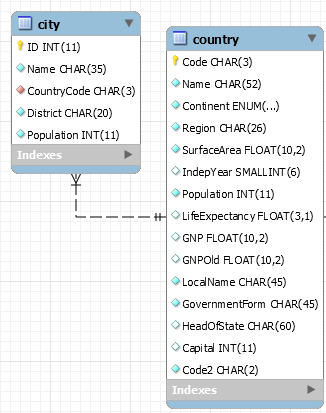 city
ID INT(11)
Name CHAR(35)
CountryCode CHAR(3)
District CHAR(20)
Population INT(11)
Indexes
country
Code CHAR(3)
Name CHAR(52)
Continent ENUM(...)
Region CHAR(26)
SurfaceArea FLOAT(10,2)
IndepYear SMALLINT(6)
Population INT(11)
LifeExpectancy FLOAT(3,1)
GNP FLOAT(10,2)
GNPOld FLOAT(10,2)
LocalName CHAR(45)
GovernmentForm CHAR(45)
HeadOfState CHAR(60)
Capital INT(11)
Code2 CHAR(2)
Indexes